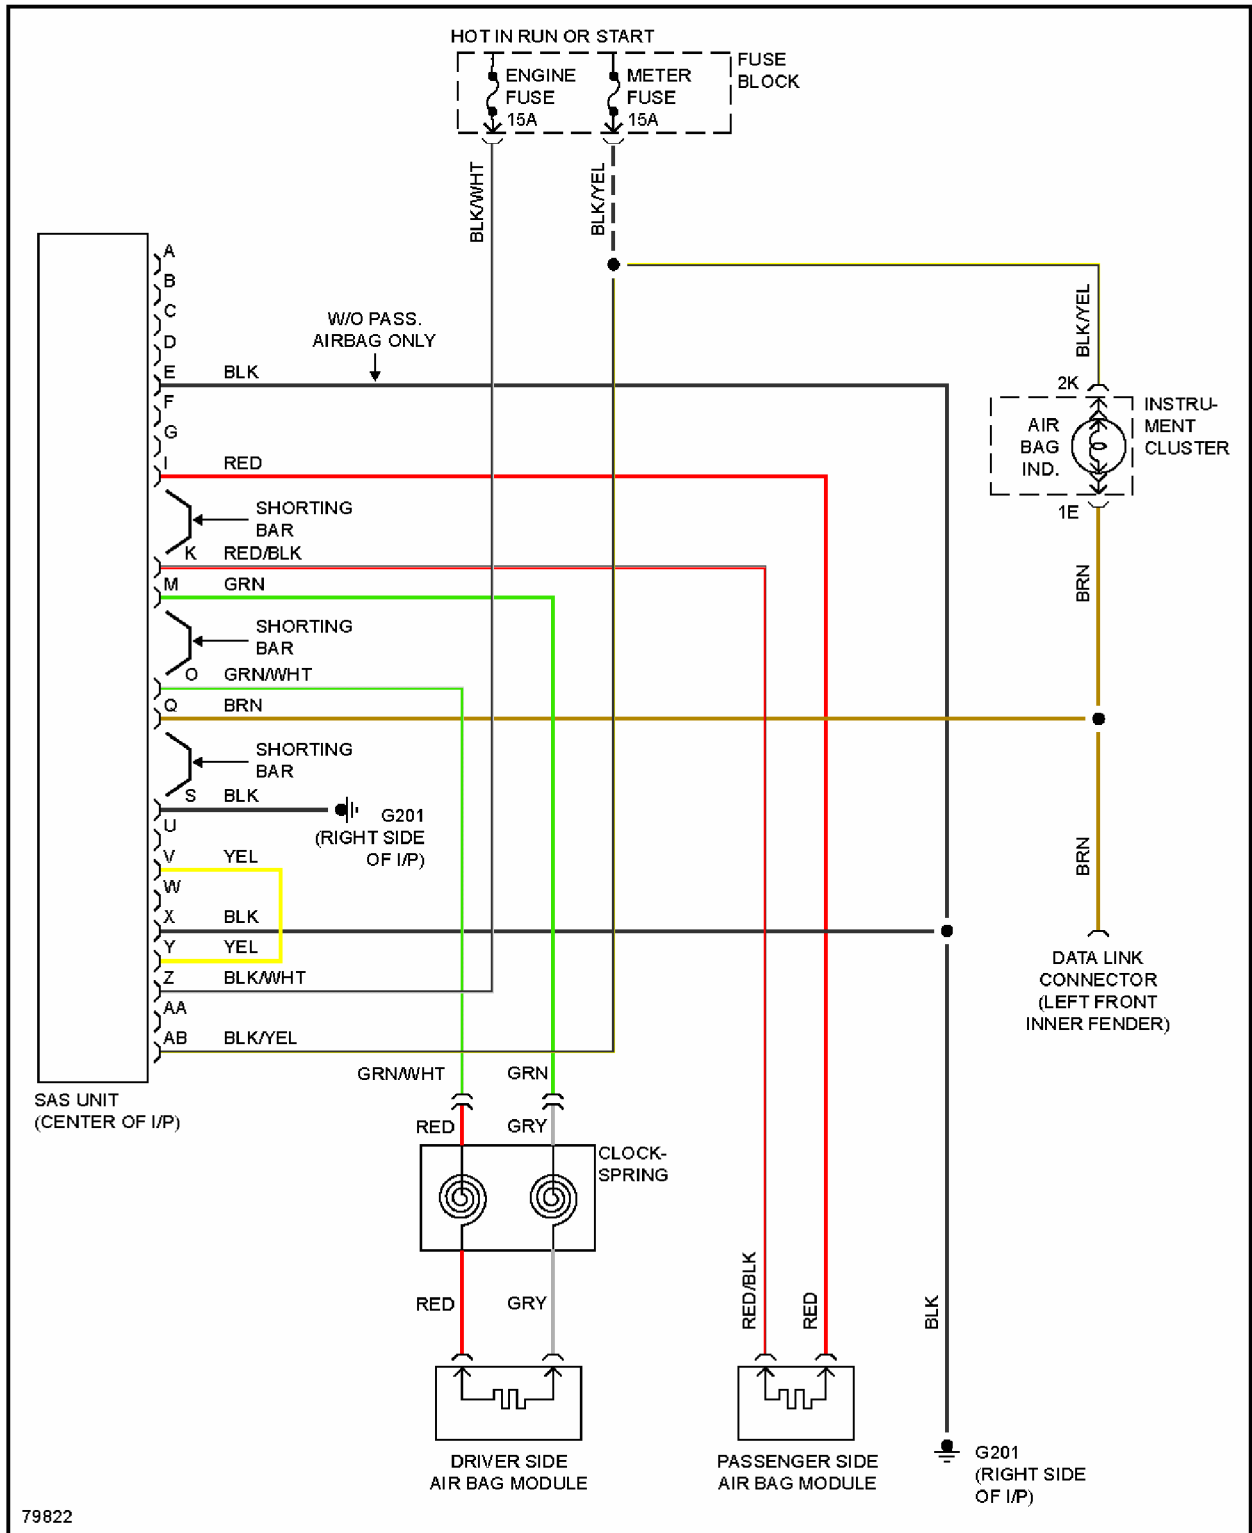 HOT IN RUN OR START
FUSE
BLOCK
ENGINE
FUSE
15A
METER
FUSE
15A
BLK/WHT
BLK/YEL
BLK/YEL
A
B
C
D
E BLK
F
G
I RED
W/O PASS.
AIRBAG ONLY
SHORTING
BAR
K RED/BLK
M GRN
SHORTING
BAR
O GRN/WHT
Q BRN
SHORTING
BAR
S BLK
G201
(RIGHT SIDE
OF I/P)
U
V YEL
W
X BLK
Y YEL
Z BLK/WHT
AA
AB BLK/YEL
SAS UNIT
(CENTER OF I/P)
2K
AIR
BAG
IND.
INSTRU-
MENT
CLUSTER
1E
BRN
BRN
DATA LINK
CONNECTOR
(LEFT FRONT
INNER FENDER)
GRN/WHT
GRN
RED
GRY
CLOCK-
SPRING
RED
GRY
RED/BLK
RED
BLK
DRIVER SIDE
AIR BAG MODULE
PASSENGER SIDE
AIR BAG MODULE
G201
(RIGHT SIDE
OF I/P)
79822